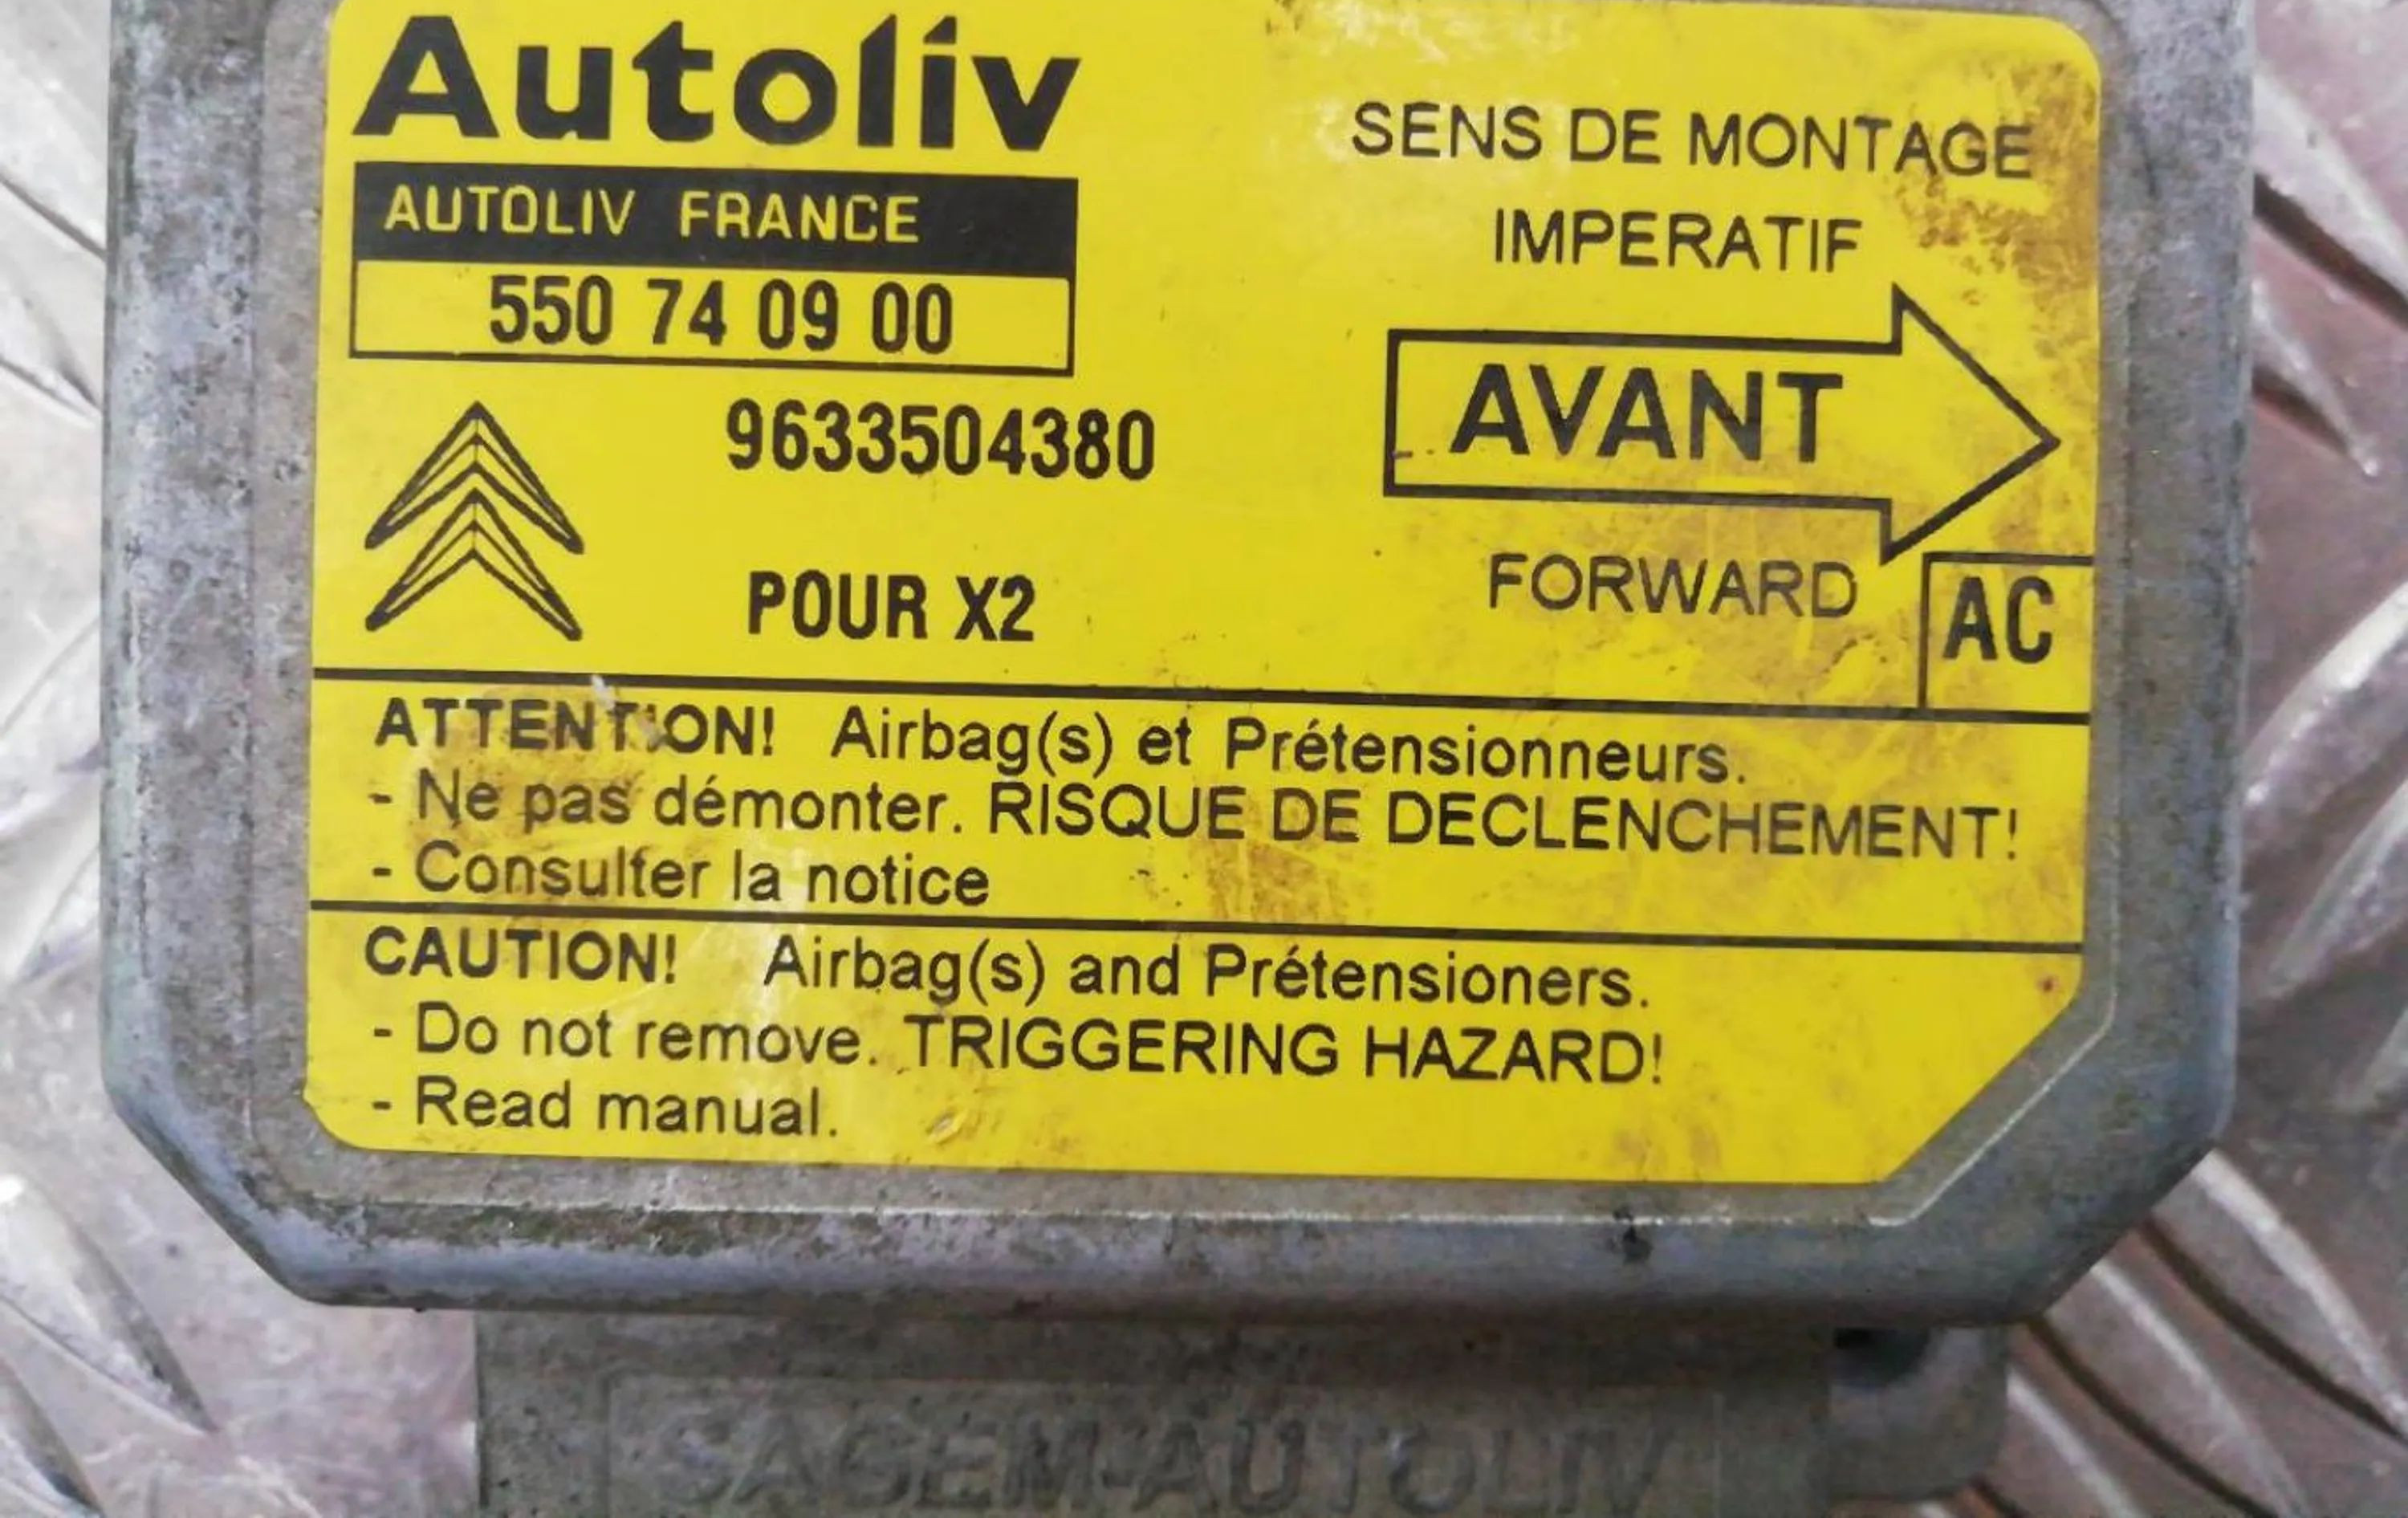 Autoliv
AUTOLIV FRANCE
550 74 09 00
9633504380
POUR X2
SENS DE MONTAGE
IMPERATIF
AVANT
FORWARD
AC
ATTENTION! Airbag(s) et Prétensionneurs.
- Ne pas démonter. RISQUE DE DECLENCHEMENT!
- Consulter la notice
CAUTION! Airbag(s) and Prétensioners.
- Do not remove. TRIGGERING HAZARD!
- Read manual.
SAGEM-AUTOLIV